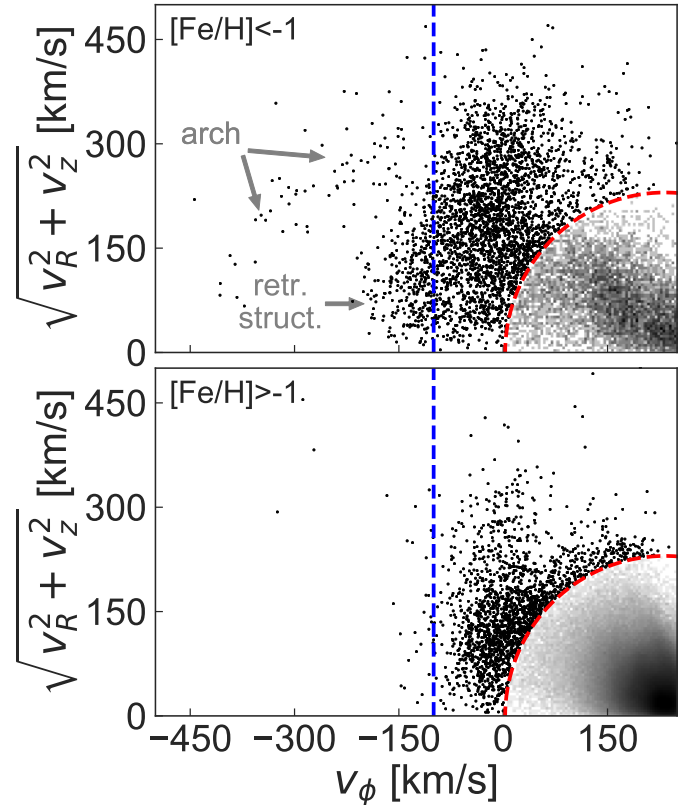 [Fe/H]<-1
√v_R^2 + v_z^2 [km/s]
450
300
150
0
arch
retr.
struct.
[Fe/H]>-1
√v_R^2 + v_z^2 [km/s]
450
300
150
0
−450 −300 −150 0 150
v_ϕ [km/s]